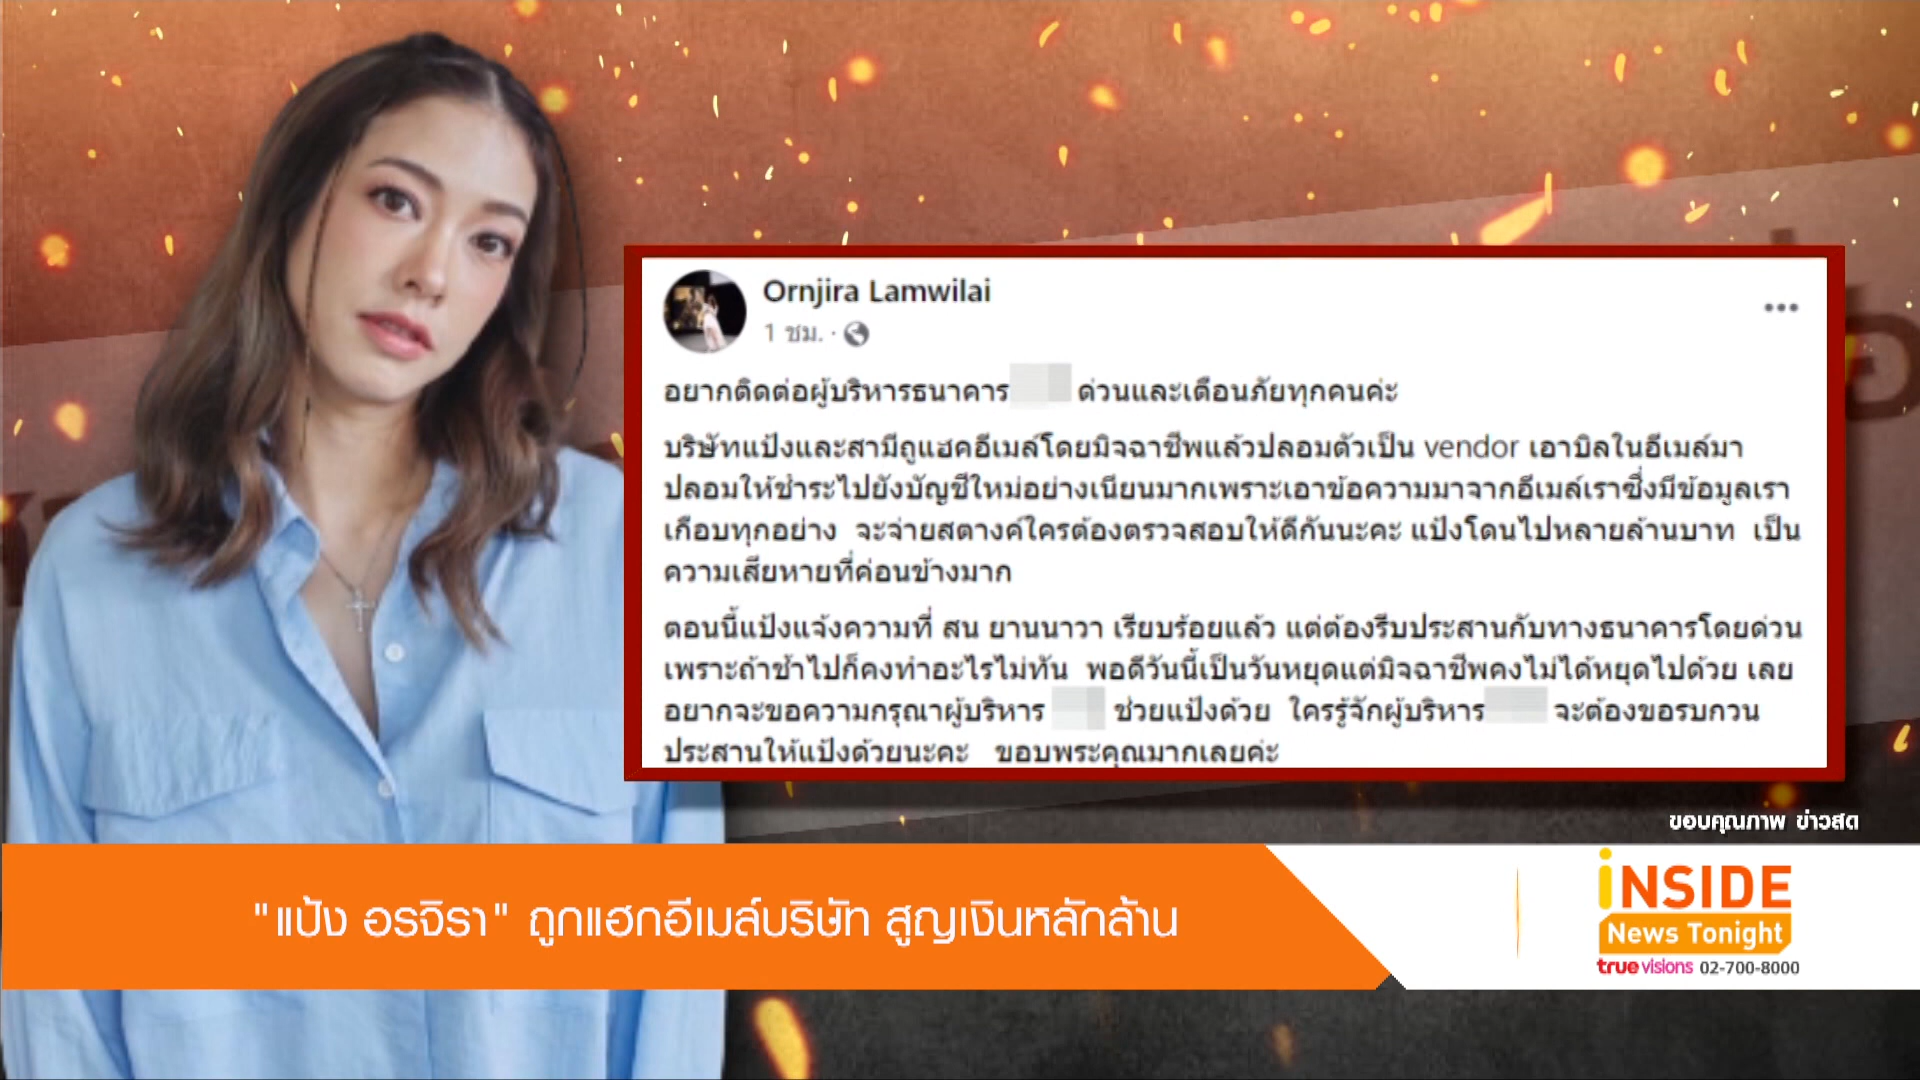 Ornjira Lamwilai
1 ชม. ·
อยากติดต่อผู้บริหารธนาคาร ด่วนและเตือนภัยทุกคนค่ะ
บริษัทแป้งและสามีถูแฮคอีเมล์โดยมิจฉาชีพแล้วปลอมตัวเป็น vendor เอาบิลในอีเมล์มา
ปลอมให้ชำระไปยังบัญชีใหม่อย่างเนียนมากเพราะเอาข้อความมาจากอีเมล์เราซึ่งมีข้อมูลเรา
เกือบทุกอย่าง จะจ่ายสตางค์ใครต้องตรวจสอบให้ดีกันนะคะ แป้งโดนไปหลายล้านบาท เป็น
ความเสียหายที่ค่อนข้างมาก
ตอนนี้แป้งแจ้งความที่ สน ยานนาวา เรียบร้อยแล้ว แต่ต้องรีบประสานกับทางธนาคารโดยด่วน
เพราะถ้าช้าไปก็คงทำอะไรไม่ทัน พอดีวันนี้เป็นวันหยุดแต่มิจฉาชีพคงไม่ได้หยุดไปด้วย เลย
อยากจะขอความกรุณาผู้บริหาร ช่วยแป้งด้วย ใครรู้จักผู้บริหาร จะต้องขอรบกวน
ประสานให้แป้งด้วยนะคะ ขอบพระคุณมากเลยค่ะ
ขอบคุณภาพ ข่าวสด
"แป้ง อรจิรา" ถูกแฮกอีเมล์บริษัท สูญเงินหลักล้าน
iNSIDE
News Tonight
truevisions 02-700-8000